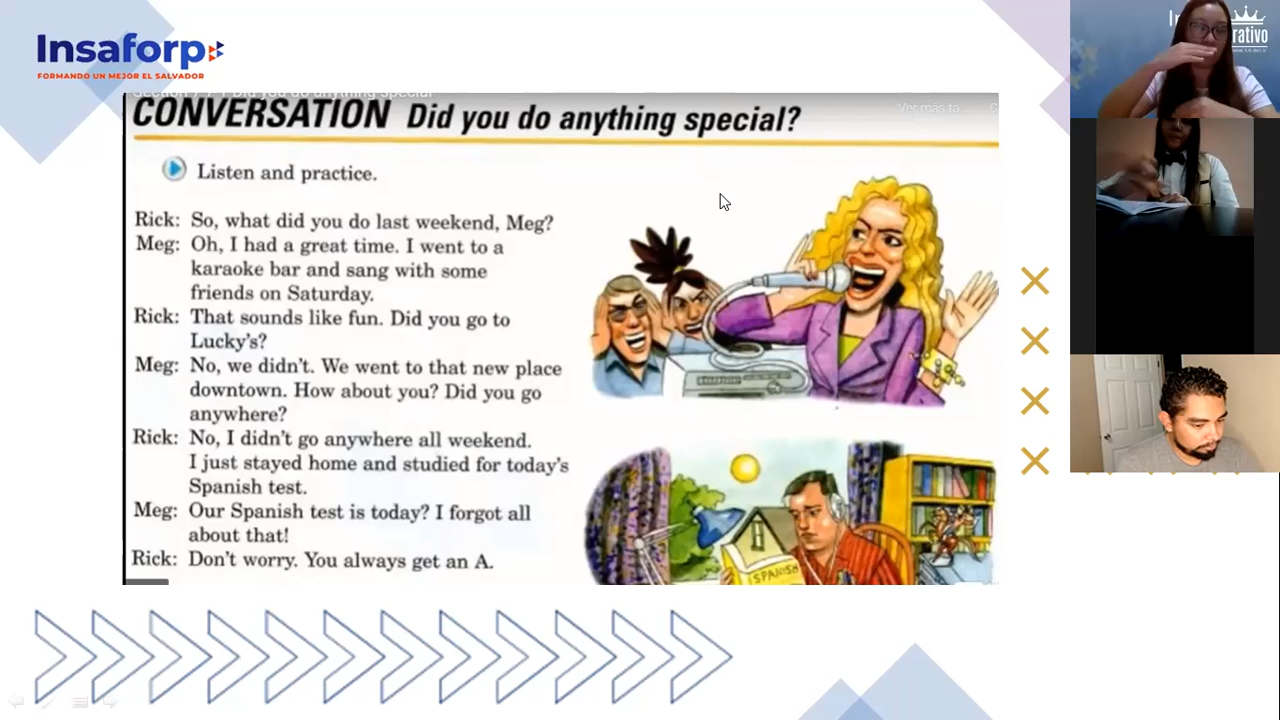 Insaforp
FORMANDO UN MEJOR EL SALVADOR
CONVERSATION Did you do anything special?
Ver más ta
Listen and practice.
Rick: So, what did you do last weekend, Meg?
Meg: Oh, I had a great time. I went to a
karaoke bar and sang with some
friends on Saturday.
Rick: That sounds like fun. Did you go to
Lucky's?
Meg: No, we didn't. We went to that new place
downtown. How about you? Did you go
anywhere?
Rick: No, I didn't go anywhere all weekend.
I just stayed home and studied for today's
Spanish test.
Meg: Our Spanish test is today? I forgot all
about that!
Rick: Don't worry. You always get an A.
SPANISH
rativo